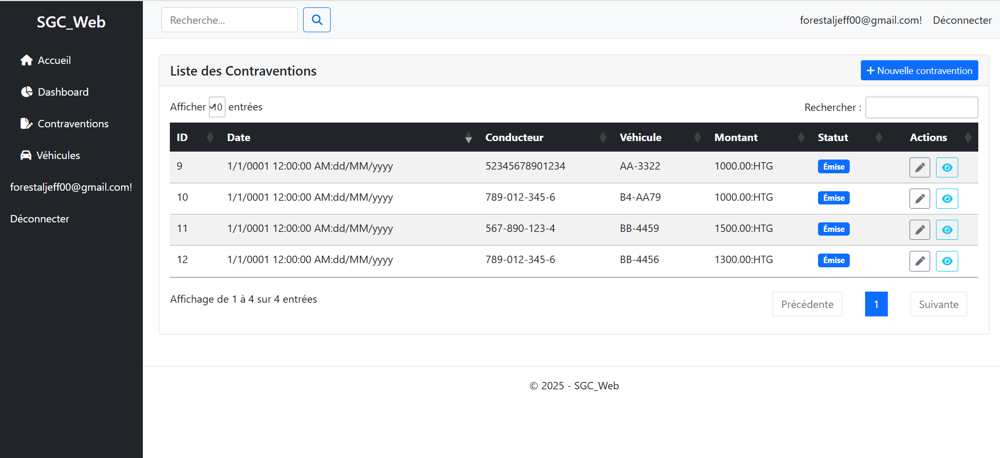 SGC_Web
Accueil
Dashboard
Contraventions
Véhicules
forestaljeff00@gmail.com!
Déconnecter
Recherche...
forestaljeff00@gmail.com! Déconnecter
Liste des Contraventions
Nouvelle contravention
Afficher 10 entrées
Rechercher :
ID Date Conducteur Véhicule Montant Statut Actions
9 1/1/0001 12:00:00 AM:dd/MM/yyyy 52345678901234 AA-3322 1000.00:HTG Émise
10 1/1/0001 12:00:00 AM:dd/MM/yyyy 789-012-345-6 B4-AA79 1000.00:HTG Émise
11 1/1/0001 12:00:00 AM:dd/MM/yyyy 567-890-123-4 BB-4459 1500.00:HTG Émise
12 1/1/0001 12:00:00 AM:dd/MM/yyyy 789-012-345-6 BB-4456 1300.00:HTG Émise
Affichage de 1 à 4 sur 4 entrées
Précédente 1 Suivante
© 2025 - SGC_Web